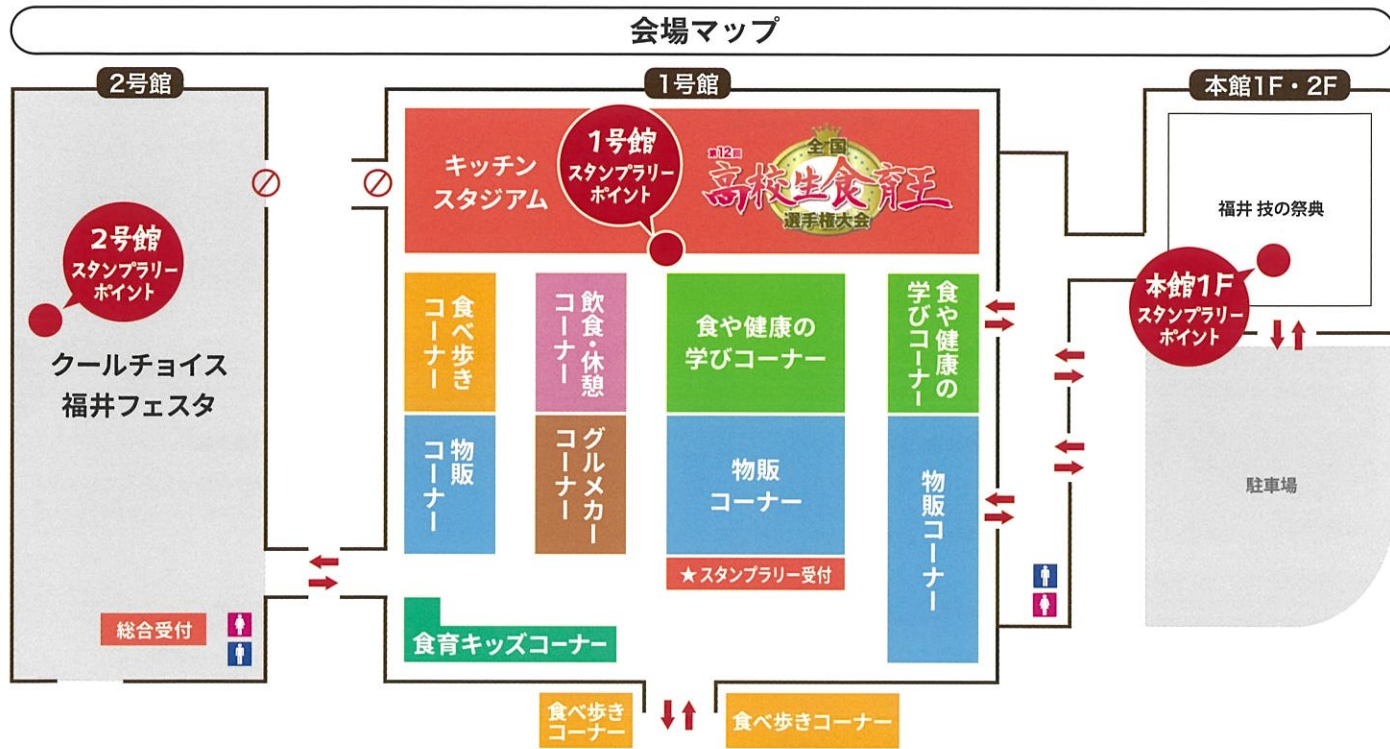 会場マップ
2号館
1号館
本館1F・2F
2号館
スタンプラリー
ポイント
クールチョイス
福井フェスタ
総合受付
キッチン
スタジアム
1号館
スタンプラリー
ポイント
第12回
全国
高校生食育王
選手権大会
食べ歩き
コーナー
飲食・休憩
コーナー
食や健康の
学びコーナー
食や健康の
学びコーナー
物販
コーナー
グルメカー
コーナー
物販
コーナー
物販コーナー
★スタンプラリー受付
食育キッズコーナー
食べ歩き
コーナー
食べ歩きコーナー
福井 技の祭典
本館1F
スタンプラリー
ポイント
駐車場